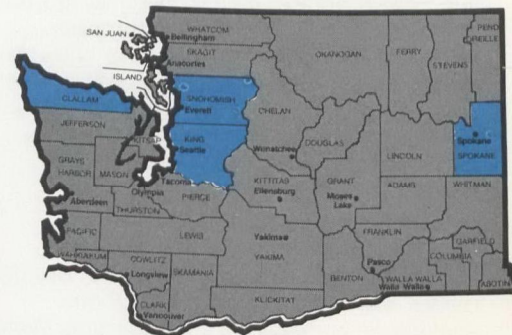 WHATCOM
SAN JUAN
Bellingham
SKAGIT
Anacortes
ISLAND
OKANOGAN
FERRY
PEND
OREILLE
STEVENS
CLALLAM
SNOHOMISH
Everett
CHELAN
JEFFERSON
KITSAP
KING
Seattle
DOUGLAS
Wenatchee
LINCOLN
Spokane
SPOKANE
GRAYS
HARBOR
MASON
Tacoma
Olympia
PIERCE
KITTITAS
Ellensburg
GRANT
Moses
Lake
ADAMS
WHITMAN
Aberdeen
THURSTON
PACIFIC
LEWIS
Yakima
YAKIMA
FRANKLIN
GARFIELD
WAHKIAKUM
COWLITZ
Longview
SKAMANIA
BENTON
Pasco
WALLA WALLA
Walla Walla
COLUMBIA
ASOTIN
CLARK
Vancouver
KLICKITAT